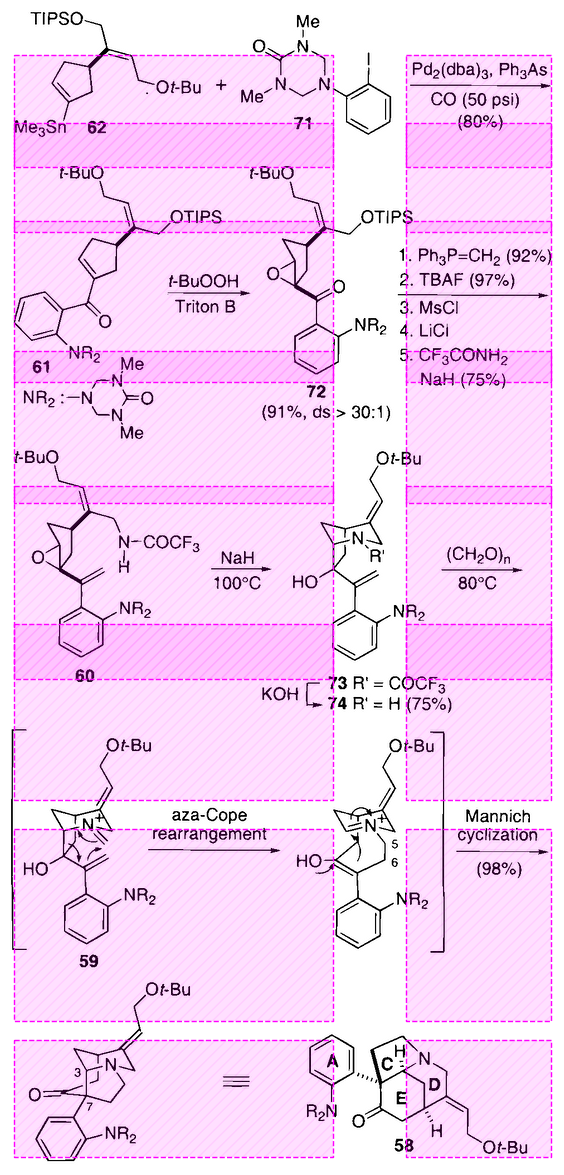 TIPSO
Ot-Bu
Me3Sn
62
+
Me
N
O
N
Me
N
I
71
Pd2(dba)3, Ph3As
CO (50 psi)
(80%)
t-BuO
OTIPS
O
NR2
61
NR2 :
N
N
Me
O
N
Me
t-BuOOH
Triton B
t-BuO
OTIPS
O
O
NR2
72
(91%, ds > 30:1)
1. Ph3P=CH2 (92%)
2. TBAF (97%)
3. MsCl
4. LiCl
5. CF3CONH2
NaH (75%)
t-BuO
N
H
COCF3
O
NR2
60
NaH
100°C
Ot-Bu
N
R'
HO
NR2
73 R' = COCF3
KOH
74 R' = H (75%)
(CH2O)n
80°C
Ot-Bu
N+
HO
NR2
59
aza-Cope
rearrangement
Ot-Bu
N+
5
6
HO
NR2
Mannich
cyclization
(98%)
Ot-Bu
3
N
O
7
NR2
A
C
H
N
D
E
R2N
O
H
Ot-Bu
58